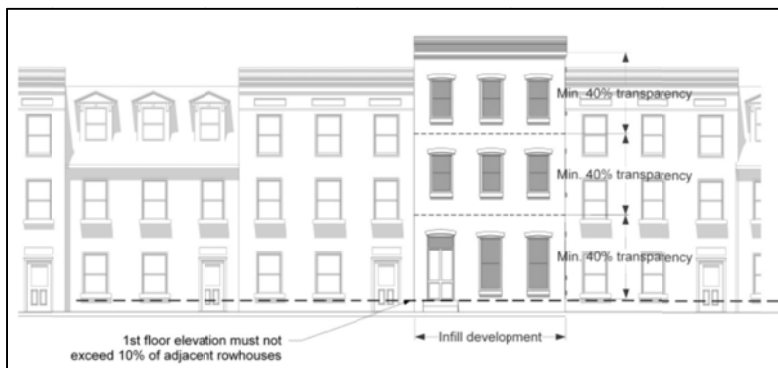 Min. 40% transparency
Min. 40% transparency
Min. 40% transparency
1st floor elevation must not
exceed 10% of adjacent rowhouses
Infill development